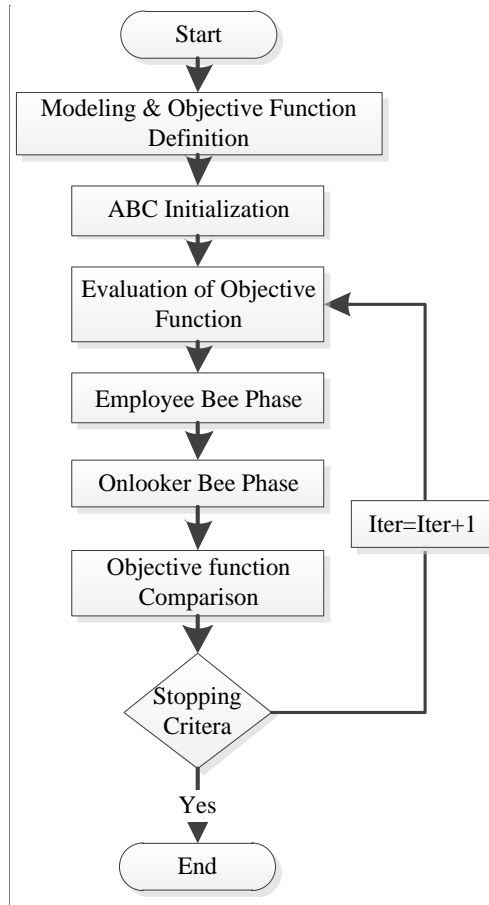 Start
Modeling & Objective Function
Definition
ABC Initialization
Evaluation of Objective
Function
Employee Bee Phase
Onlooker Bee Phase
Iter=Iter+1
Objective function
Comparison
Stopping
Critera
Yes
End